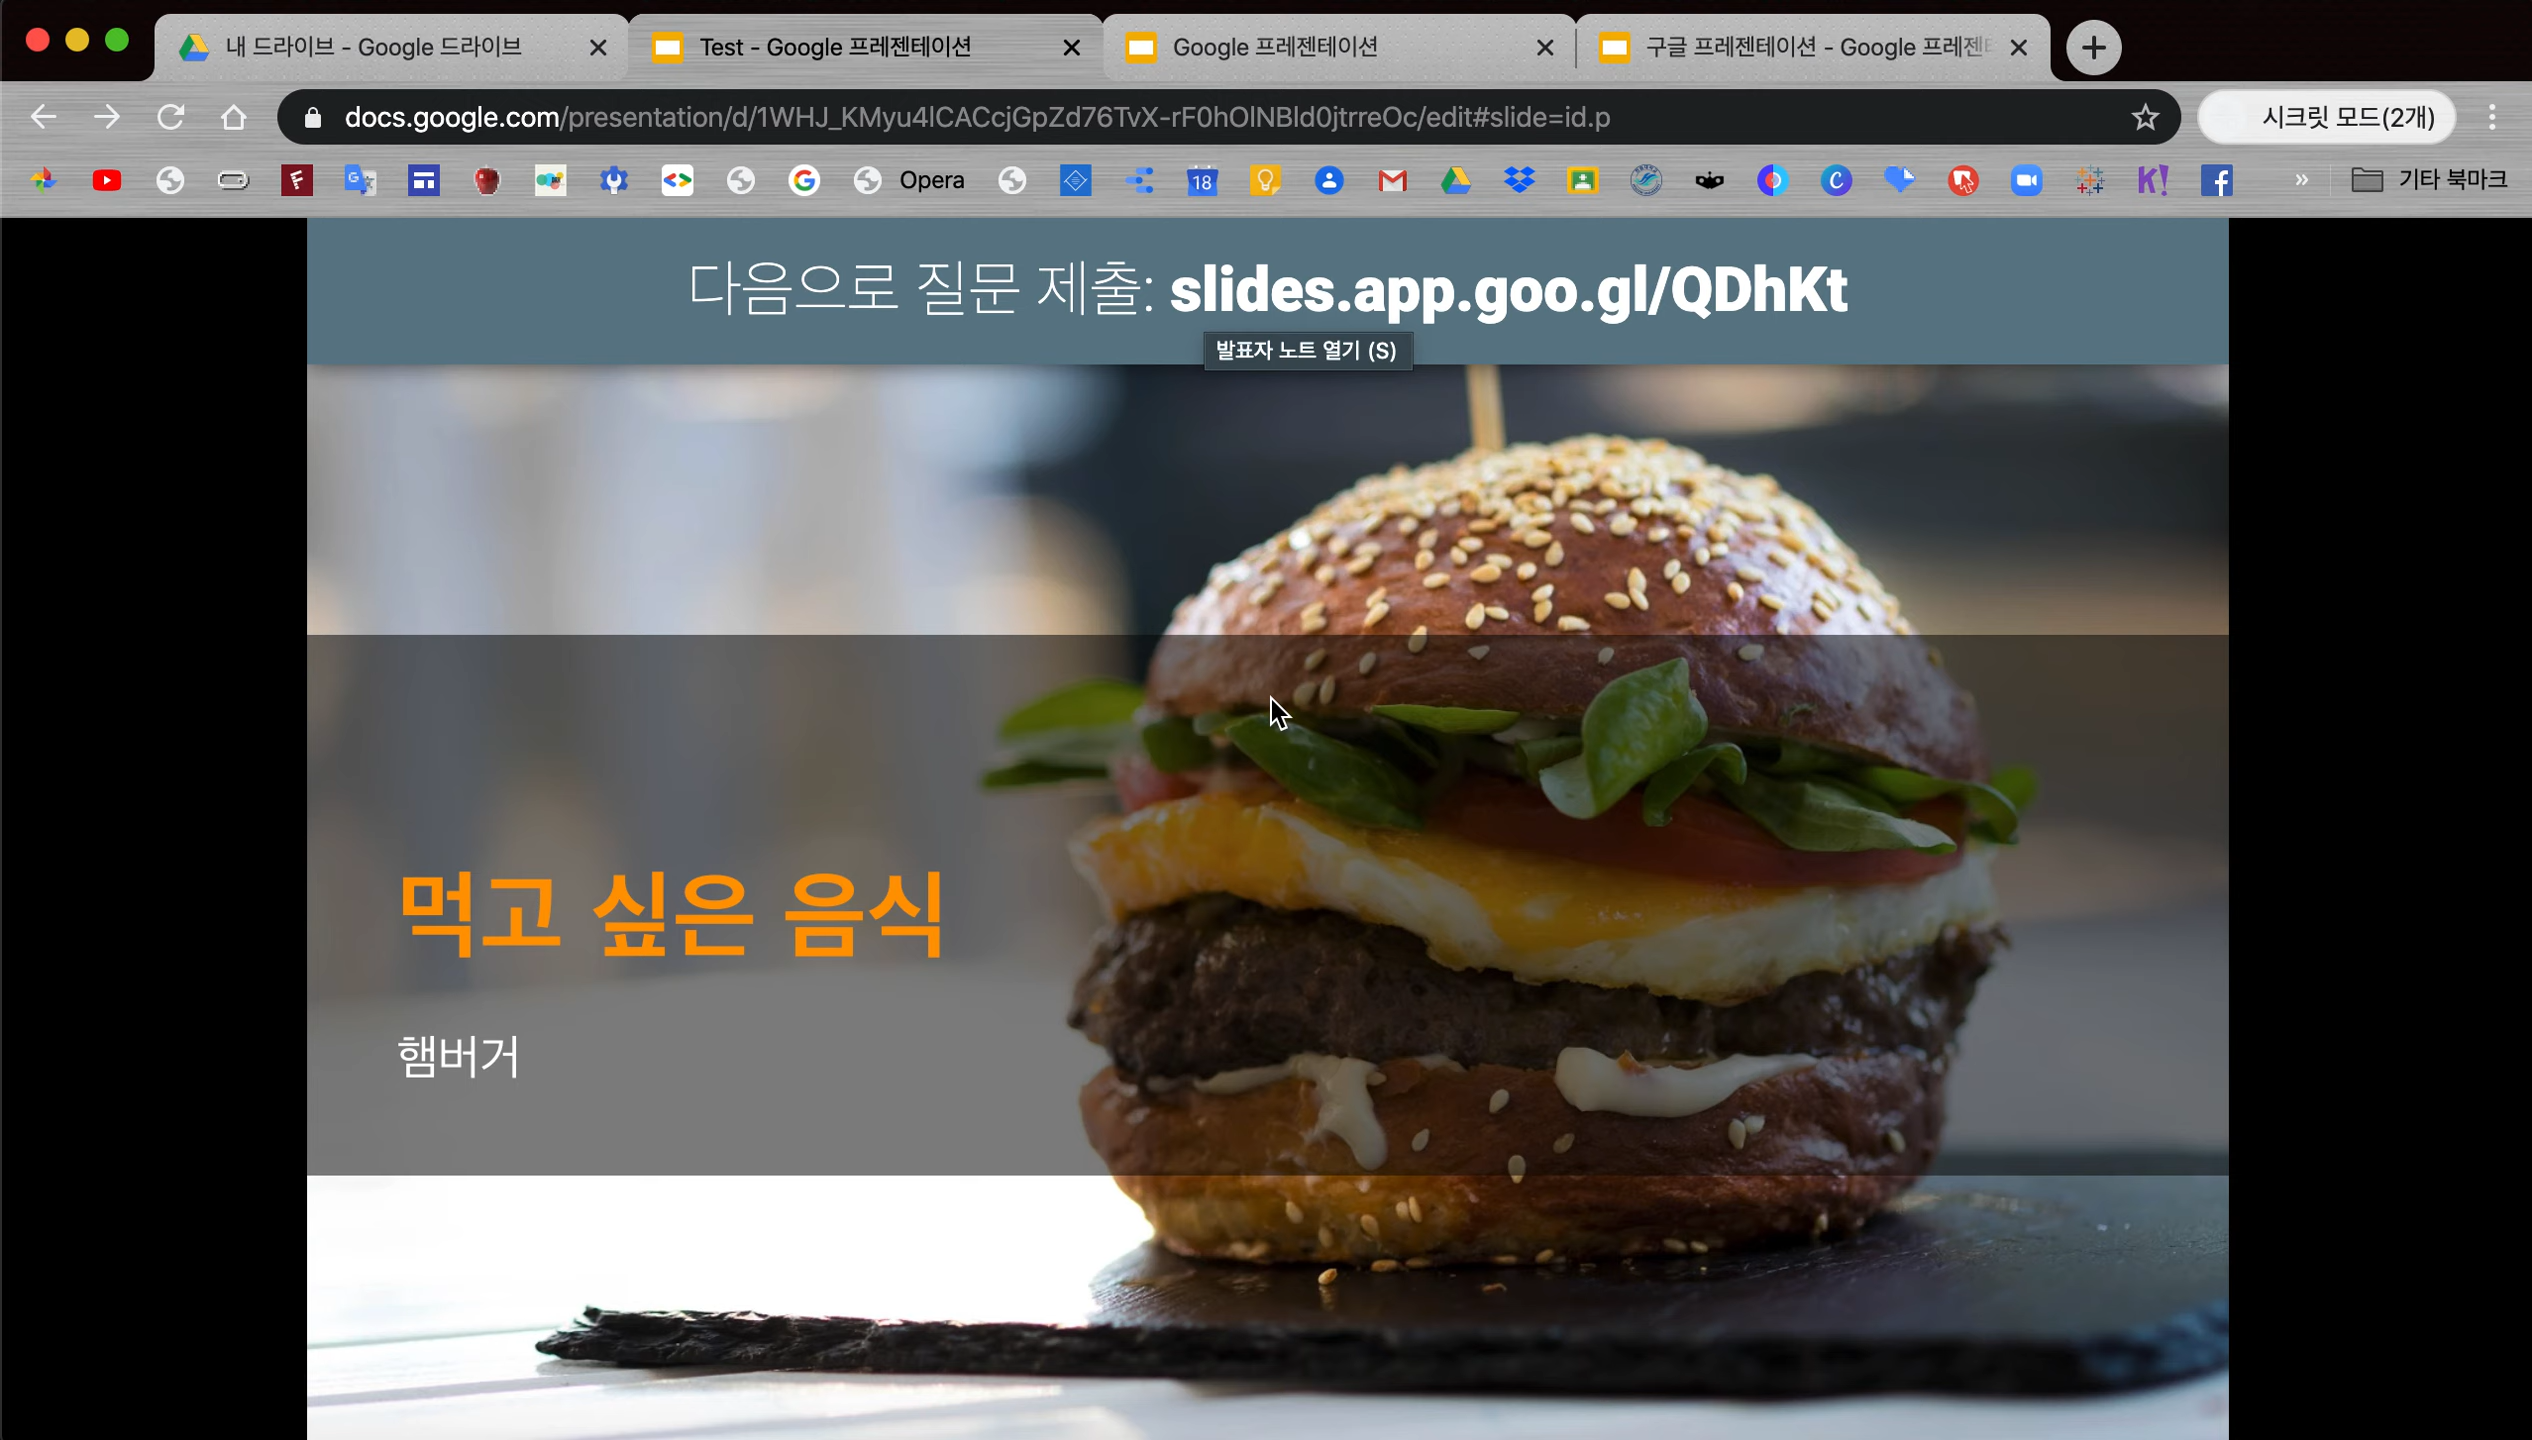 내 드라이브 - Google 드라이브
Test - Google 프레젠테이션
Google 프레젠테이션
구글 프레젠테이션 - Google 프레젠
docs.google.com/presentation/d/1WHJ_KMyu4lCACcjGpZd76TvX-rF0hOlNBld0jtrreOc/edit#slide=id.p
시크릿 모드(2개)
Opera
18
기타 북마크
다음으로 질문 제출: slides.app.goo.gl/QDhKt
발표자 노트 열기 (S)
먹고 싶은 음식
햄버거